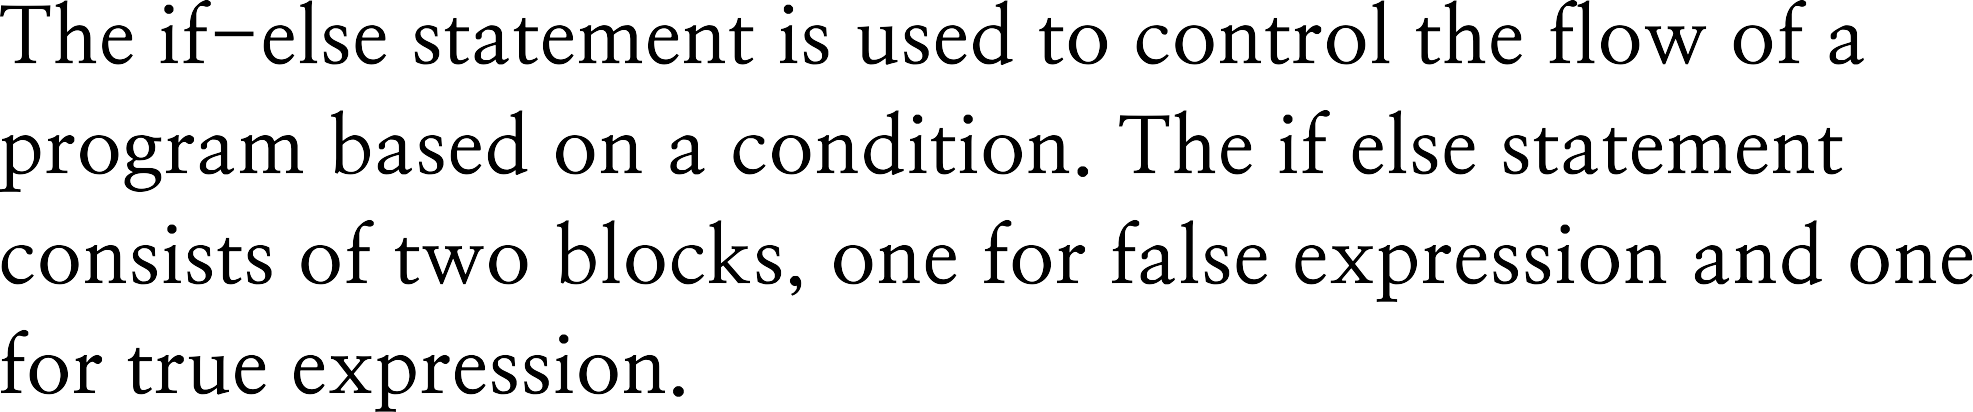 The if-else statement is used to control the flow of a
program based on a condition. The if else statement
consists of two blocks, one for false expression and one
for true expression.